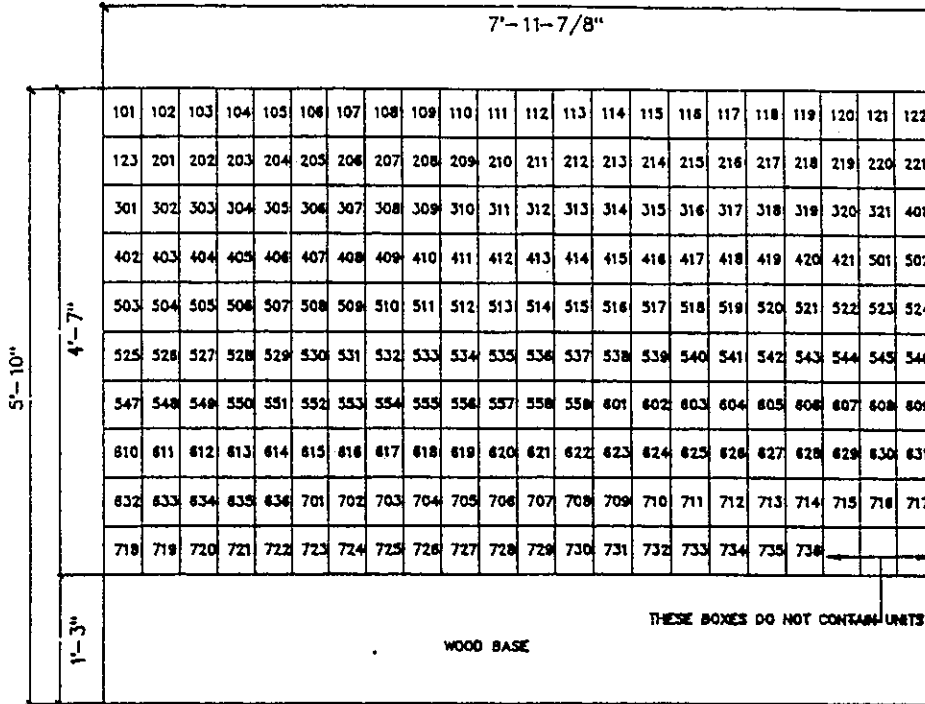 7'-11-7/8"
101 102 103 104 105 106 107 108 109 110 111 112 113 114 115 116 117 118 119 120 121 122
123 201 202 203 204 205 206 207 208 209 210 211 212 213 214 215 216 217 218 219 220 221
301 302 303 304 305 306 307 308 309 310 311 312 313 314 315 316 317 318 319 320 321 401
402 403 404 405 406 407 408 409 410 411 412 413 414 415 416 417 418 419 420 421 501 502
503 504 505 506 507 508 509 510 511 512 513 514 515 516 517 518 519 520 521 522 523 524
525 526 527 528 529 530 531 532 533 534 535 536 537 538 539 540 541 542 543 544 545 546
547 548 549 550 551 552 553 554 555 556 557 558 559 601 602 603 604 605 606 607 608 609
610 611 612 613 614 615 616 617 618 619 620 621 622 623 624 625 626 627 628 629 630 631
632 633 634 635 636 701 702 703 704 705 706 707 708 709 710 711 712 713 714 715 716 717
718 719 720 721 722 723 724 725 726 727 728 729 730 731 732 733 734 735 736
5'-10"
4'-7"
1'-3"
THESE BOXES DO NOT CONTAIN UNITS
WOOD BASE